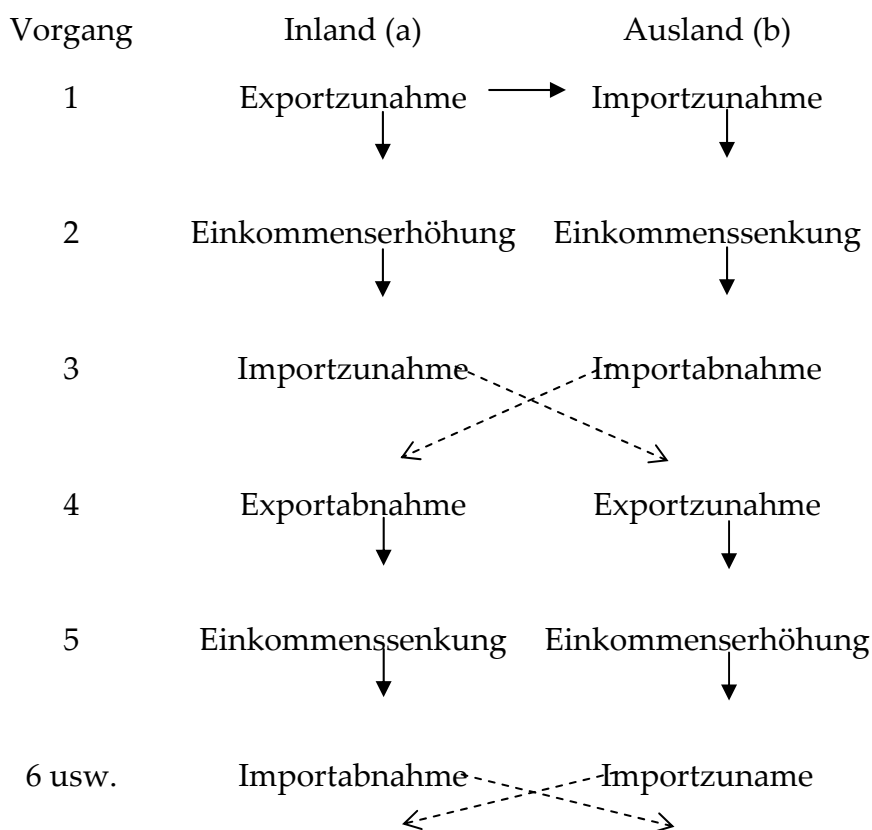 Vorgang Inland (a) Ausland (b)
1 Exportzunahme Importzunahme
2 Einkommenserhöhung Einkommenssenkung
3 Importzunahme Importabnahme
4 Exportabnahme Exportzunahme
5 Einkommenssenkung Einkommenserhöhung
6 usw. Importabnahme Importzuname